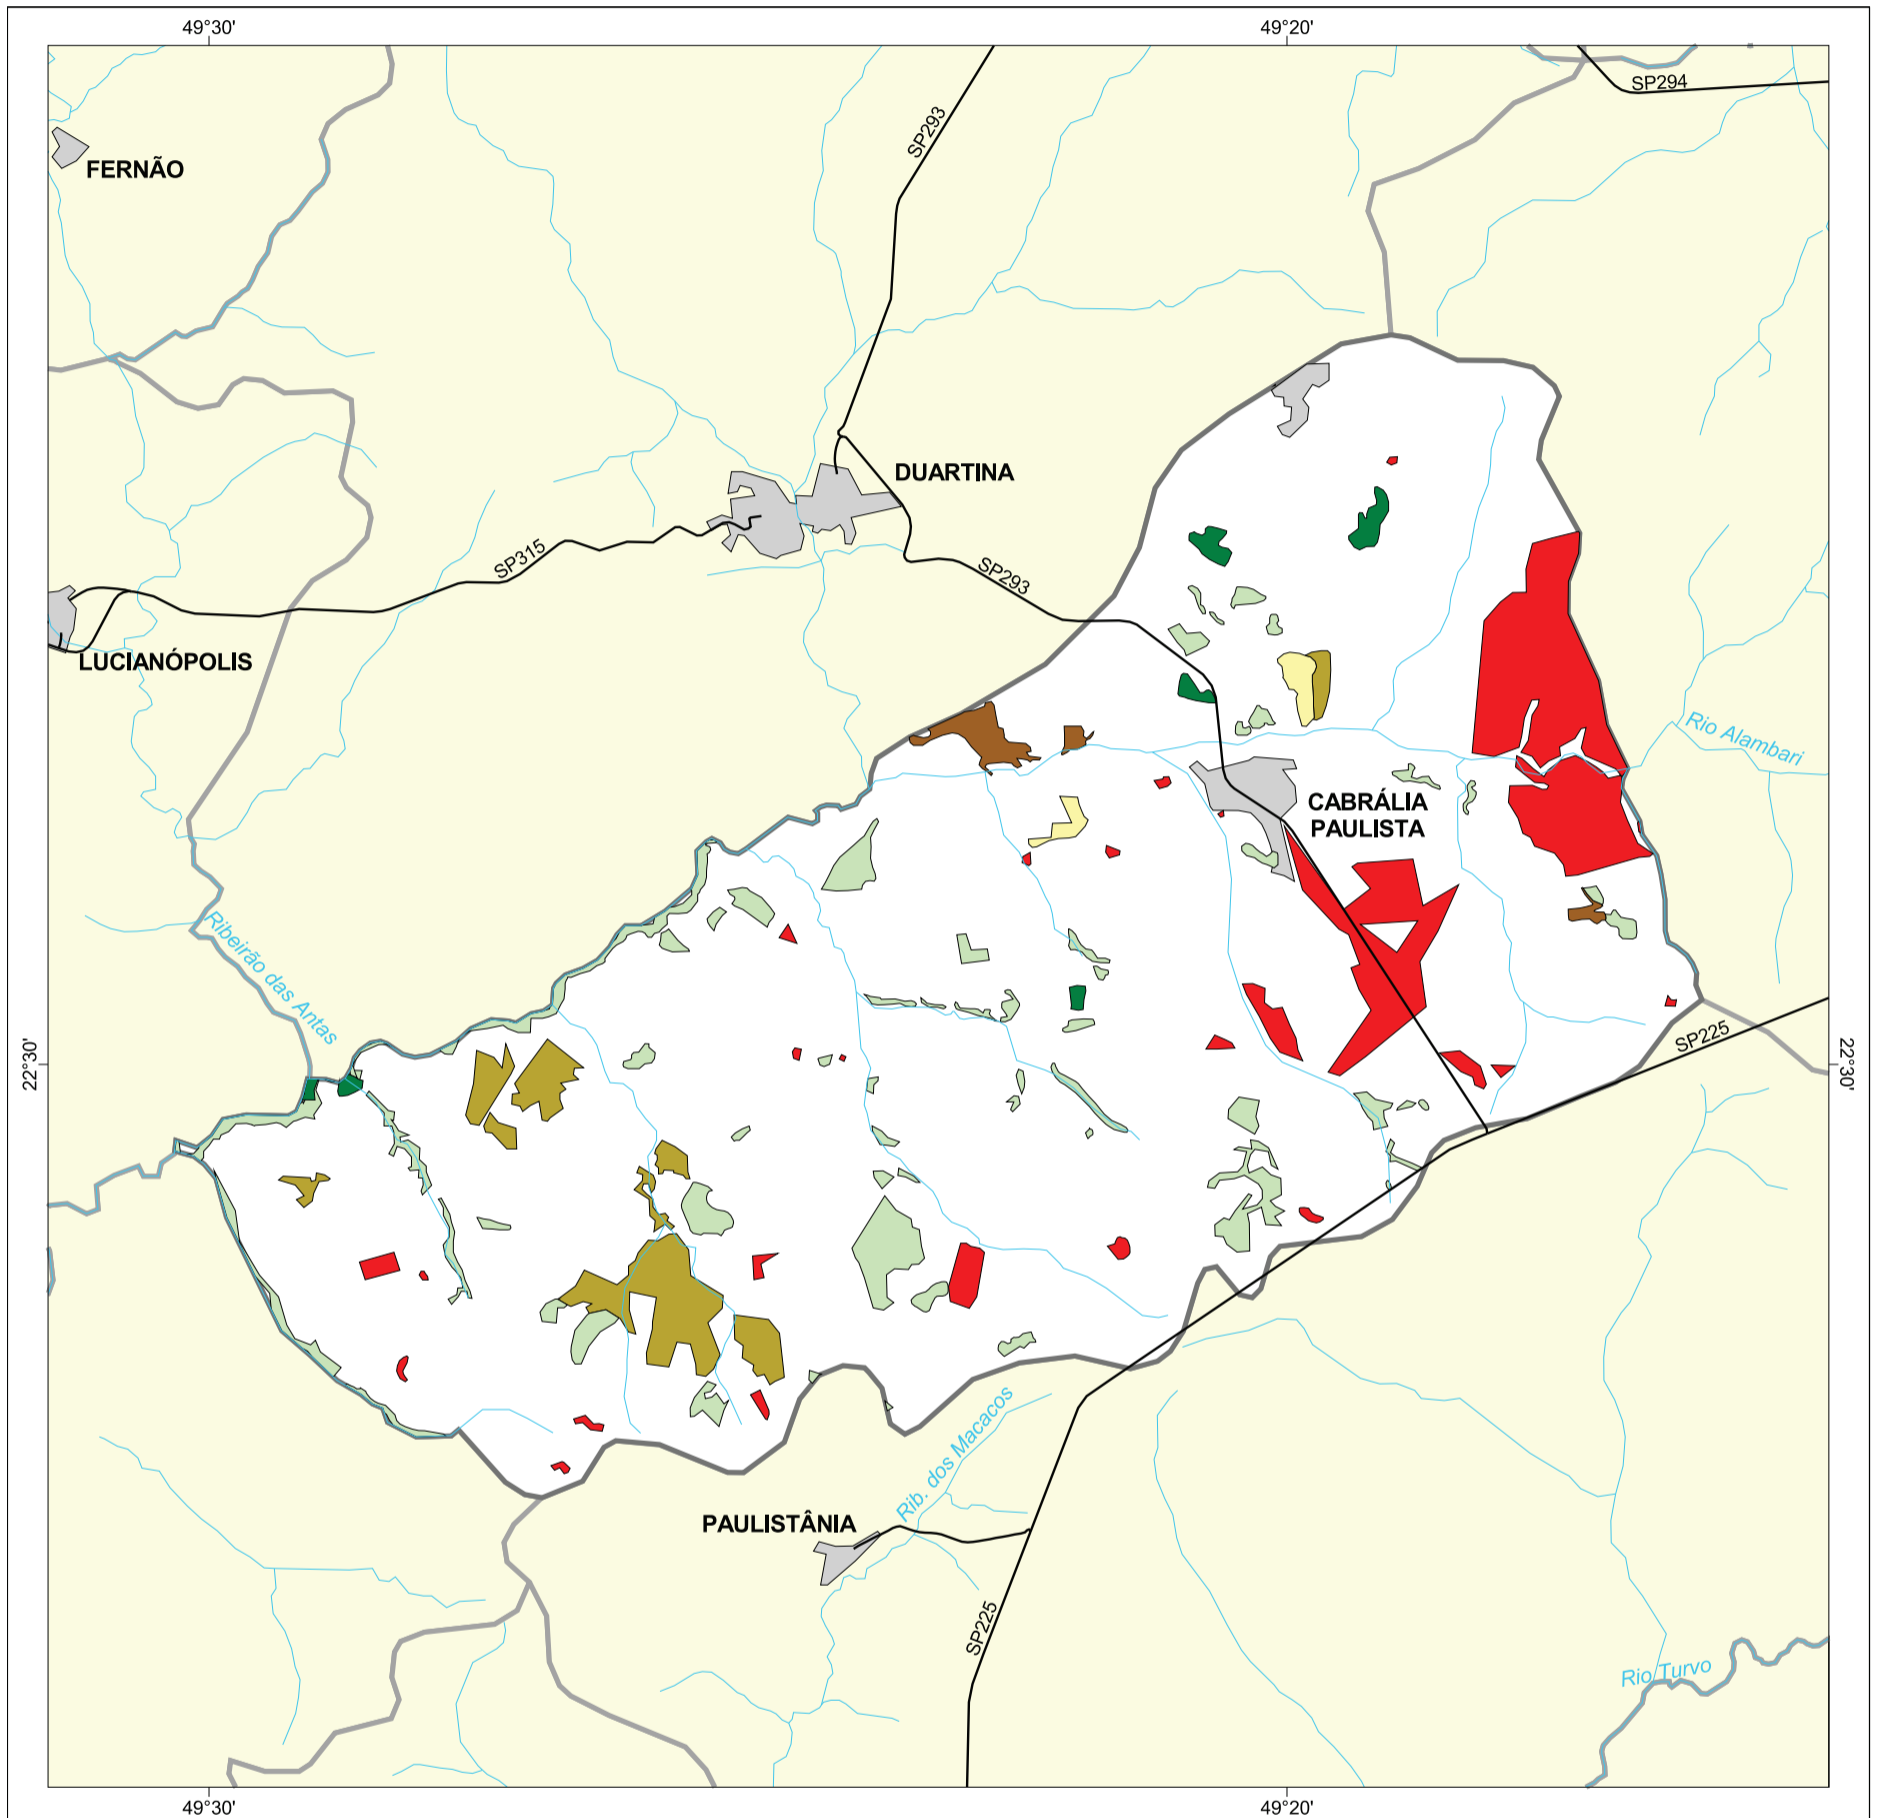 49°30'
49°20'
SP294
SP293
FERNÃO
DUARTINA
SP315
SP293
LUCIANÓPOLIS
Rio Alambari
CABRÁLIA
PAULISTA
Ribeirão das Antas
SP225
22°30'
22°30'
Rib. dos Macacos
PAULISTÂNIA
SP225
Rio Turvo
49°30'
49°20'